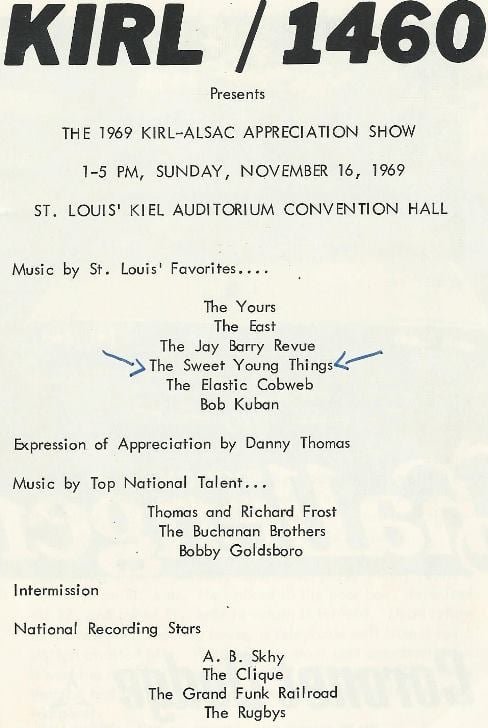 KIRL / 1460
Presents
THE 1969 KIRL-ALSAC APPRECIATION SHOW
1-5 PM, SUNDAY, NOVEMBER 16, 1969
ST. LOUIS' KIEL AUDITORIUM CONVENTION HALL
Music by St. Louis' Favorites....
The Yours
The East
The Jay Barry Revue
The Sweet Young Things
The Elastic Cobweb
Bob Kuban
Expression of Appreciation by Danny Thomas
Music by Top National Talent...
Thomas and Richard Frost
The Buchanan Brothers
Bobby Goldsboro
Intermission
National Recording Stars
A. B. Skhy
The Clique
The Grand Funk Railroad
The Rugbys